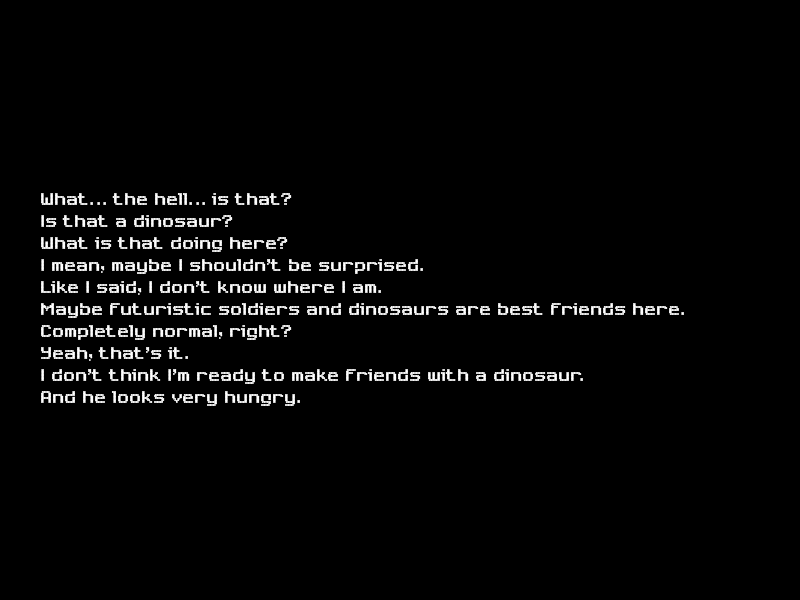 What... the hell... is that?
Is that a dinosaur?
What is that doing here?
I mean, maybe I shouldn't be surprised.
Like I said, I don't know where I am.
Maybe futuristic soldiers and dinosaurs are best friends here.
Completely normal, right?
Yeah, that's it.
I don't think I'm ready to make friends with a dinosaur.
And he looks very hungry.